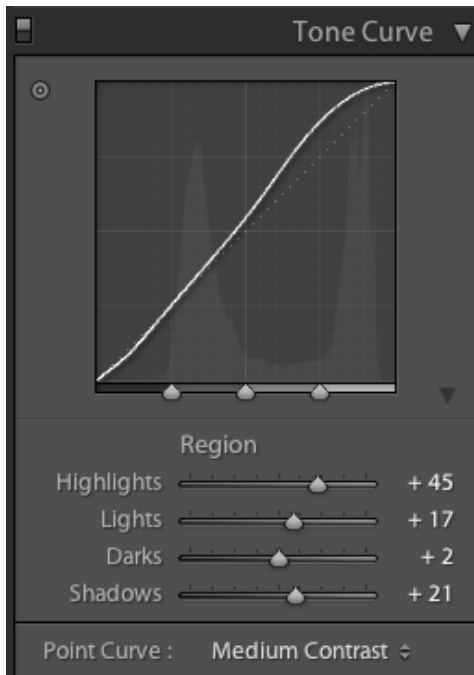 Tone Curve
Region
Highlights + 45
Lights + 17
Darks + 2
Shadows + 21
Point Curve : Medium Contrast